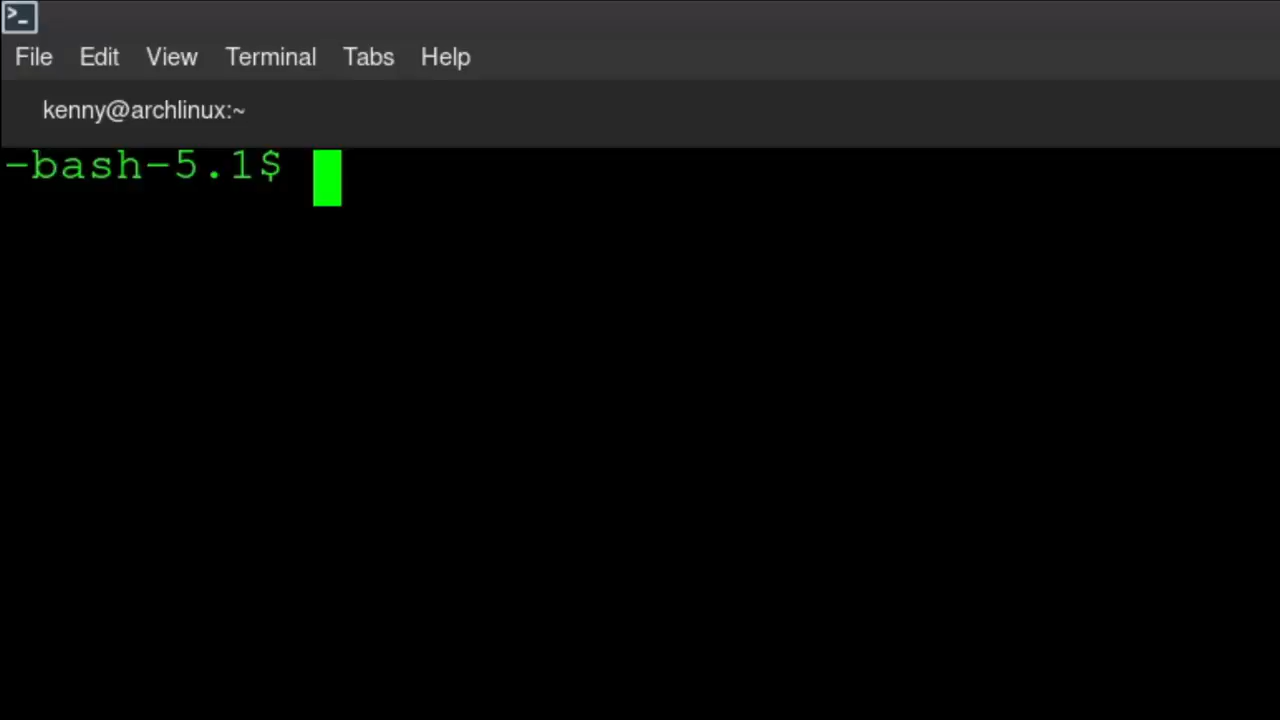 File Edit View Terminal Tabs Help
kenny@archlinux:~
-bash-5.1$